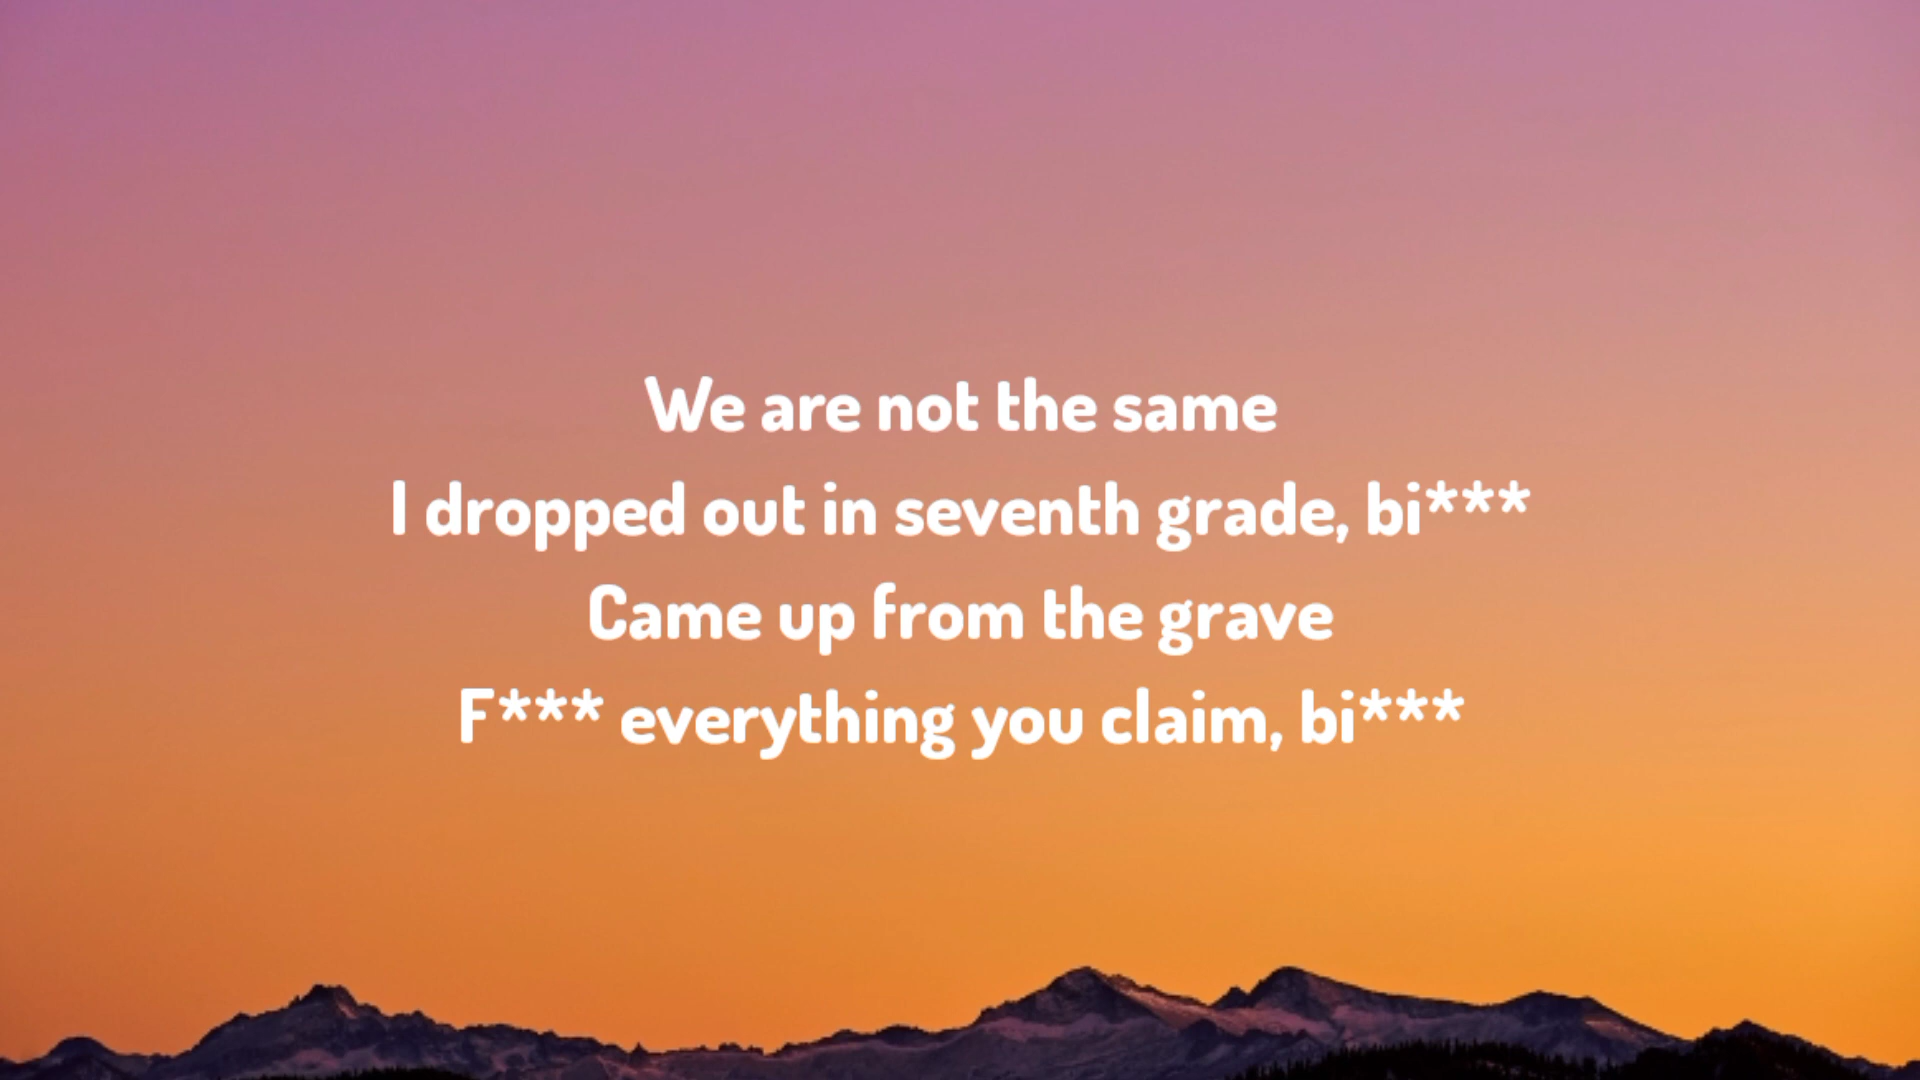 We are not the same
I dropped out in seventh grade, bi***
Came up from the grave
F*** everything you claim, bi***